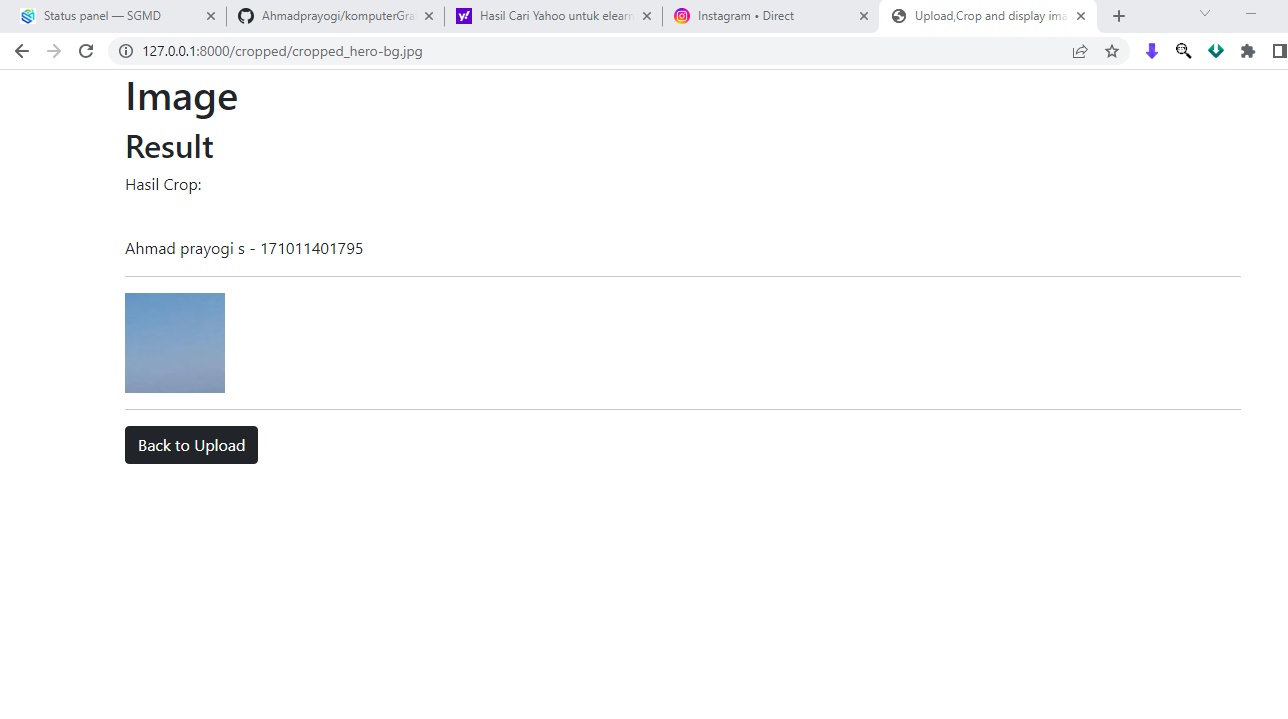 Status panel — SGMD
Ahmadprayogi/komputerGra
Hasil Cari Yahoo untuk elearn
Instagram • Direct
Upload,Crop and display ima
127.0.0.1:8000/cropped/cropped_hero-bg.jpg
Image
Result
Hasil Crop:
Ahmad prayogi s - 171011401795
Back to Upload